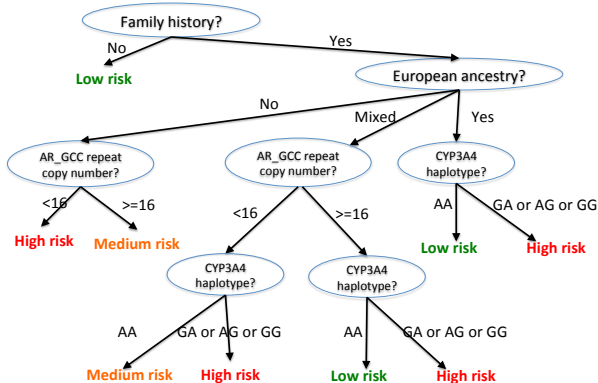 Family history?
No
Yes
Low risk
European ancestry?
No
Mixed
Yes
AR_GCC repeat
copy number?
AR_GCC repeat
copy number?
CYP3A4
haplotype?
<16
>=16
<16
>=16
AA
GA or AG or GG
High risk
Medium risk
Low risk
High risk
CYP3A4
haplotype?
CYP3A4
haplotype?
AA
GA or AG or GG
AA
GA or AG or GG
Medium risk
High risk
Low risk
High risk